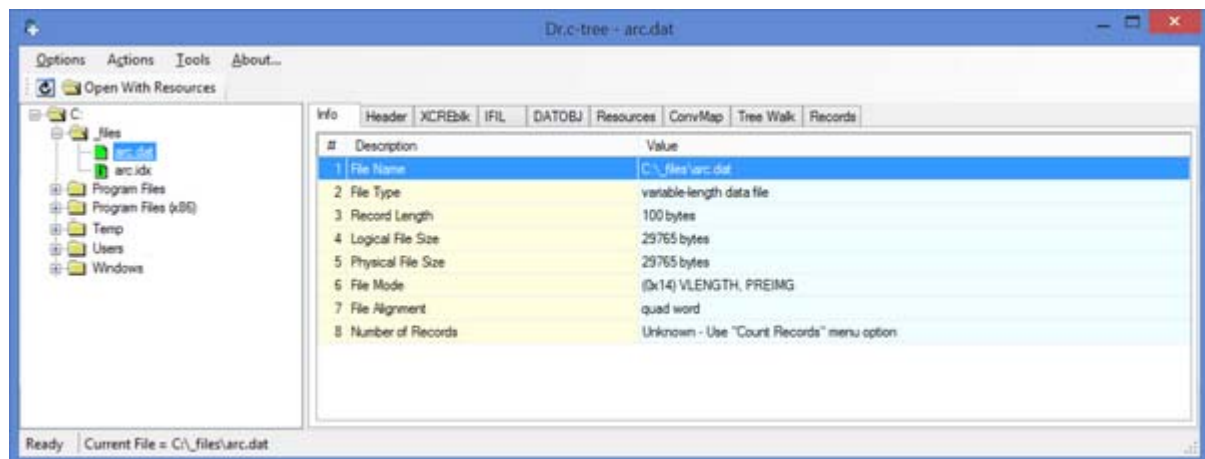 Dr.c-tree - arc.dat
Options Actions Tools About...
Open With Resources
C:
_files
arc.dat
arc.idx
Program Files
Program Files (x86)
Temp
Users
Windows
Info Header XCREblk IFIL DATOBJ Resources ConvMap Tree Walk Records
# Description Value
1 File Name C:\_files\arc.dat
2 File Type variable-length data file
3 Record Length 100 bytes
4 Logical File Size 29765 bytes
5 Physical File Size 29765 bytes
6 File Mode (0x14) VLENGTH, PREIMG
7 File Alignment quad word
8 Number of Records Unknown - Use "Count Records" menu option
Ready Current File = C:\_files\arc.dat